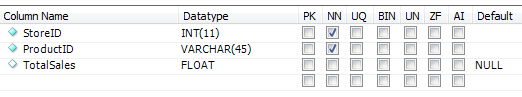 Column Name Datatype PK NN UQ BIN UN ZF AI Default
StoreID INT(11)
ProductID VARCHAR(45)
TotalSales FLOAT NULL